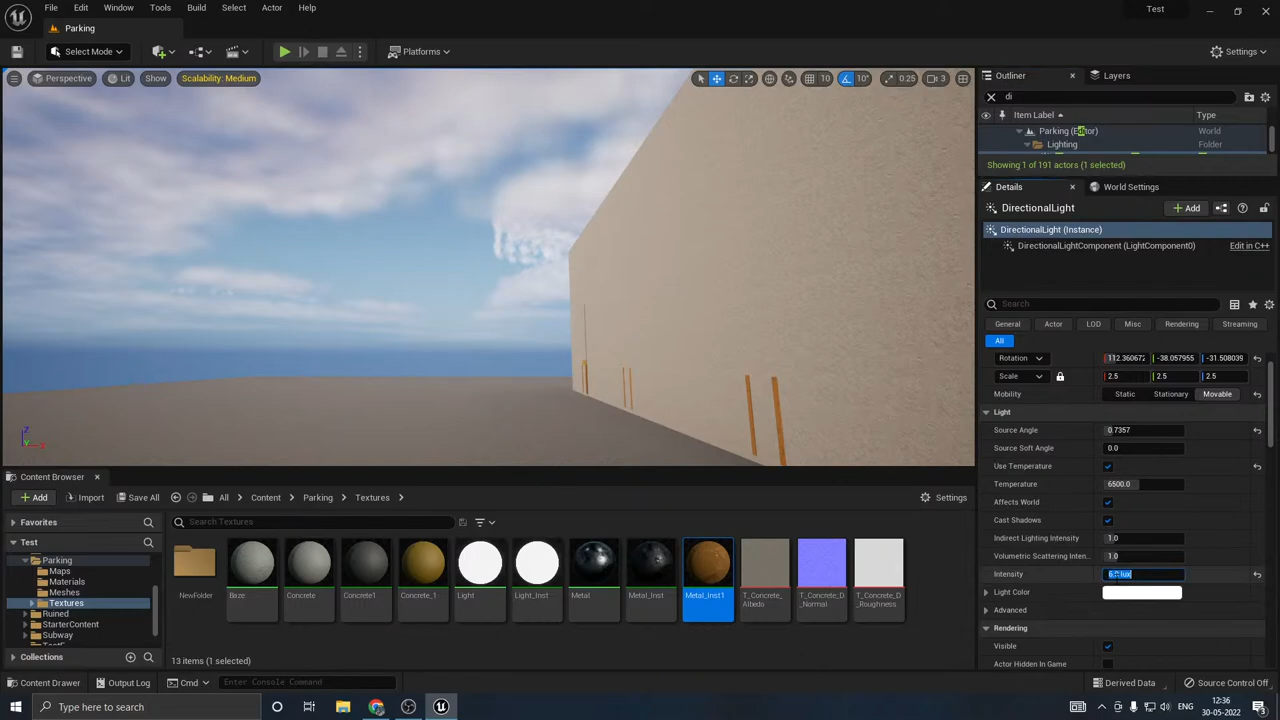 File Edit Window Tools Build Select Actor Help
Test
Parking
Select Mode
Platforms
Settings
Perspective Lit Show Scalability: Medium
10 10° 0.25 3
Outliner Layers
di
Item Label Type
Parking (Editor) World
Lighting Folder
Showing 1 of 191 actors (1 selected)
Details World Settings
DirectionalLight
Add
DirectionalLight (Instance)
DirectionalLightComponent (LightComponent0) Edit in C++
Search
General Actor LOD Misc Rendering Streaming
All
Rotation 112.360672 -38.057955 -31.508039
Scale 2.5 2.5 2.5
Mobility Static Stationary Movable
Light
Source Angle 0.7357
Source Soft Angle 0.0
Use Temperature
Temperature 6500.0
Affects World
Cast Shadows
Indirect Lighting Intensity 1.0
Volumetric Scattering Inten... 1.0
Intensity lux
Light Color
Advanced
Rendering
Visible
Actor Hidden In Game
Content Browser
Add Import Save All All Content Parking Textures Settings
Favorites
Search Textures
Test
Parking
Maps
Materials
Meshes
Textures
Ruined
StarterContent
Subway
Collections
NewFolder Baze Concrete Concrete1 Concrete_1 Light Light_Inst Metal Metal_Inst Metal_Inst1 T_Concrete_Albedo T_Concrete_D_Normal T_Concrete_D_Roughness
13 items (1 selected)
Content Drawer Output Log Cmd Enter Console Command Derived Data Source Control Off
Type here to search
12:36
30-05-2022